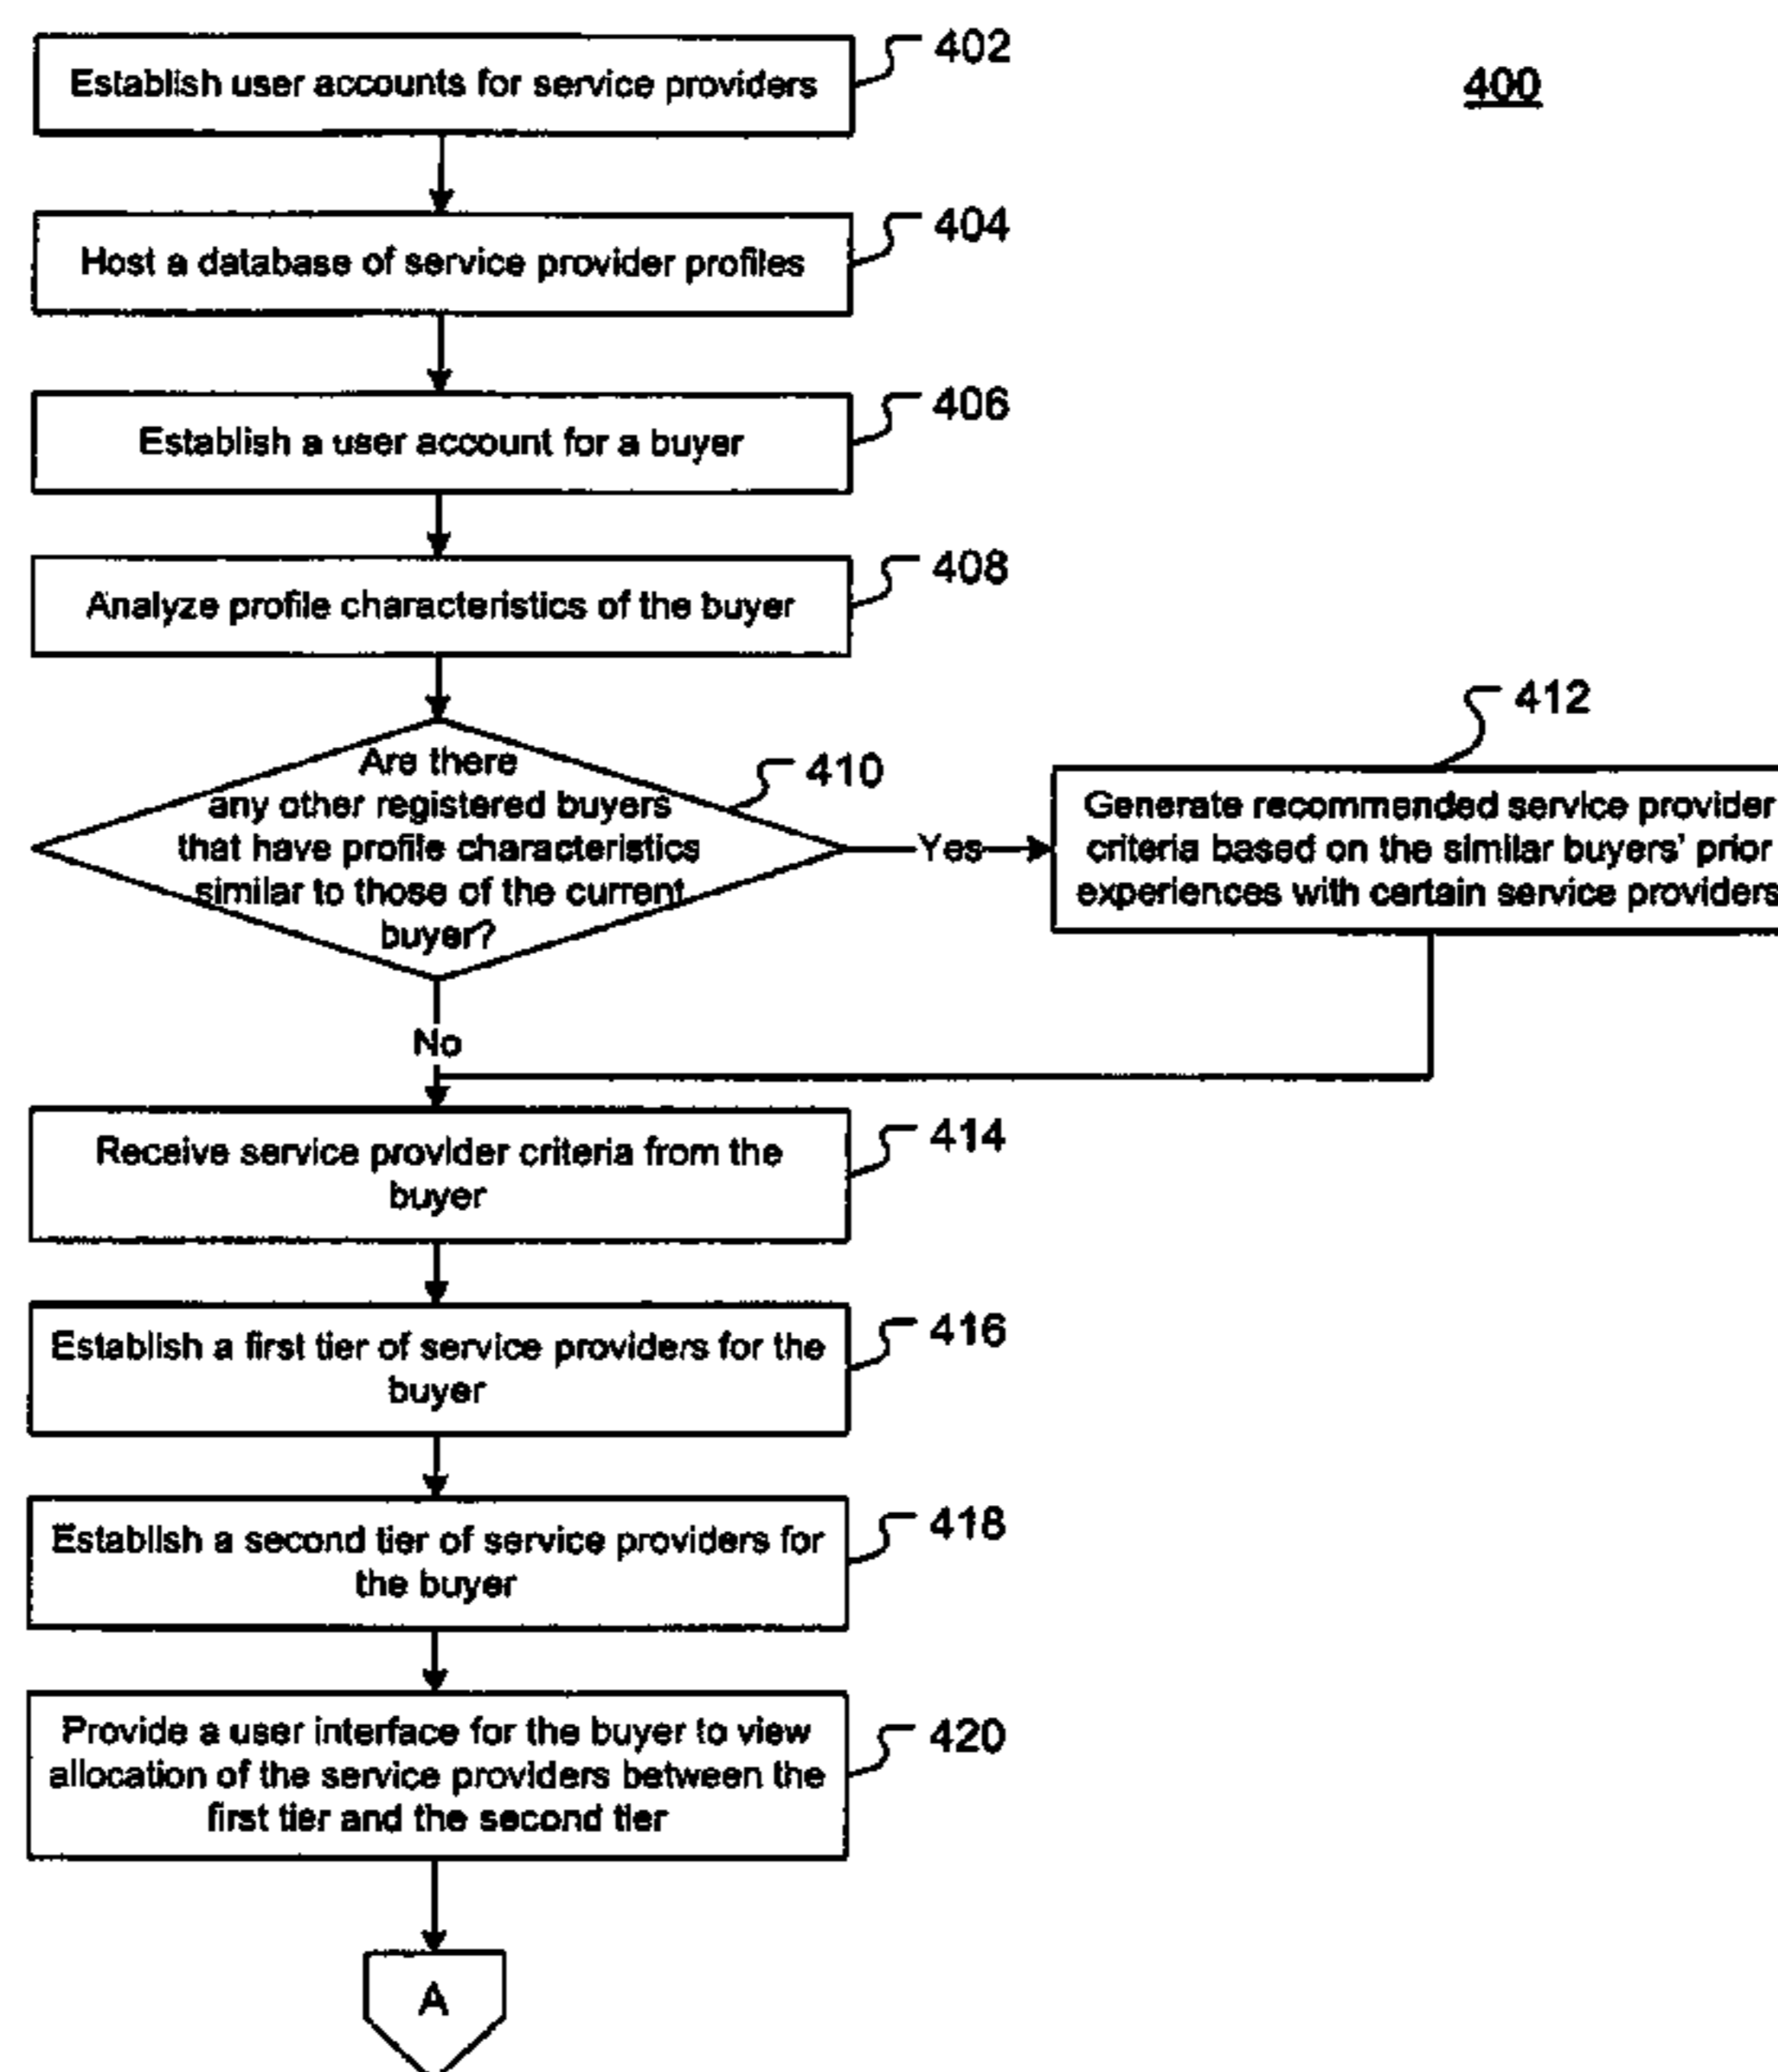 402
Establish user accounts for service providers
400
404
Host a database of service provider profiles
406
Establish a user account for a buyer
408
Analyze profile characteristics of the buyer
412
Are there
any other registered buyers
that have profile characteristics
similar to those of the current
buyer?
410
Yes
Generate recommended service provider
criteria based on the similar buyers' prior
experiences with certain service providers
No
414
Receive service provider criteria from the
buyer
416
Establish a first tier of service providers for the
buyer
418
Establish a second tier of service providers for
the buyer
420
Provide a user interface for the buyer to view
allocation of the service providers between the
first tier and the second tier
A